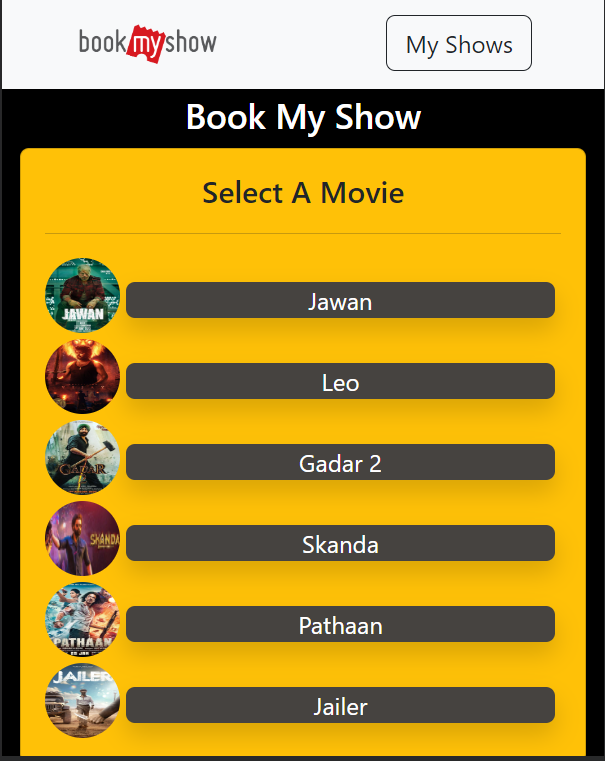 bookmyshow
My Shows
Book My Show
Select A Movie
JAWAN
Jawan
Leo
GADAR
Gadar 2
SKANDA
Skanda
PATHAAN
Pathaan
JAILER
Jailer